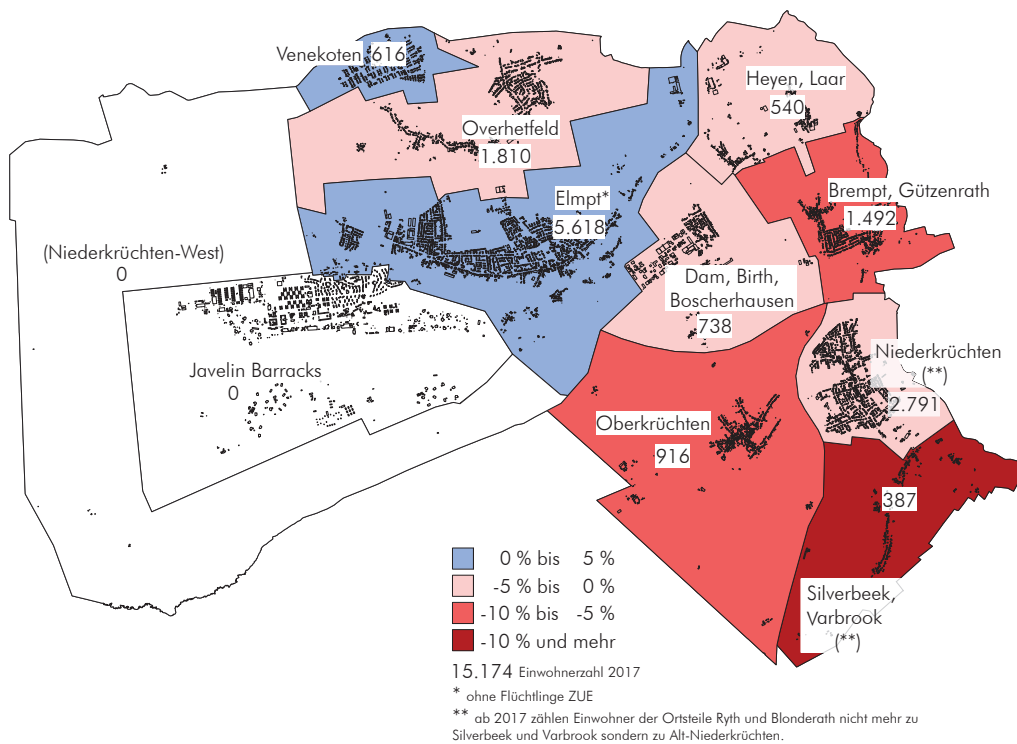 Venekoten 616
Heyen, Laar
540
Overhetfeld
1.810
Elmpt*
5.618
Brempt, Gützenrath
1.492
(Niederkrüchten-West)
0
Dam, Birth,
Boscherhausen
738
Javelin Barracks
0
Niederkrüchten
(**)
2.791
Oberkrüchten
916
387
Silverbeek,
Varbrook
(**)
0 % bis 5 %
-5 % bis 0 %
-10 % bis -5 %
-10 % und mehr
15.174 Einwohnerzahl 2017
* ohne Flüchtlinge ZUE
** ab 2017 zählen Einwohner der Ortsteile Ryth und Blonderath nicht mehr zu
Silverbeek und Varbrook sondern zu Alt-Niederkrüchten.